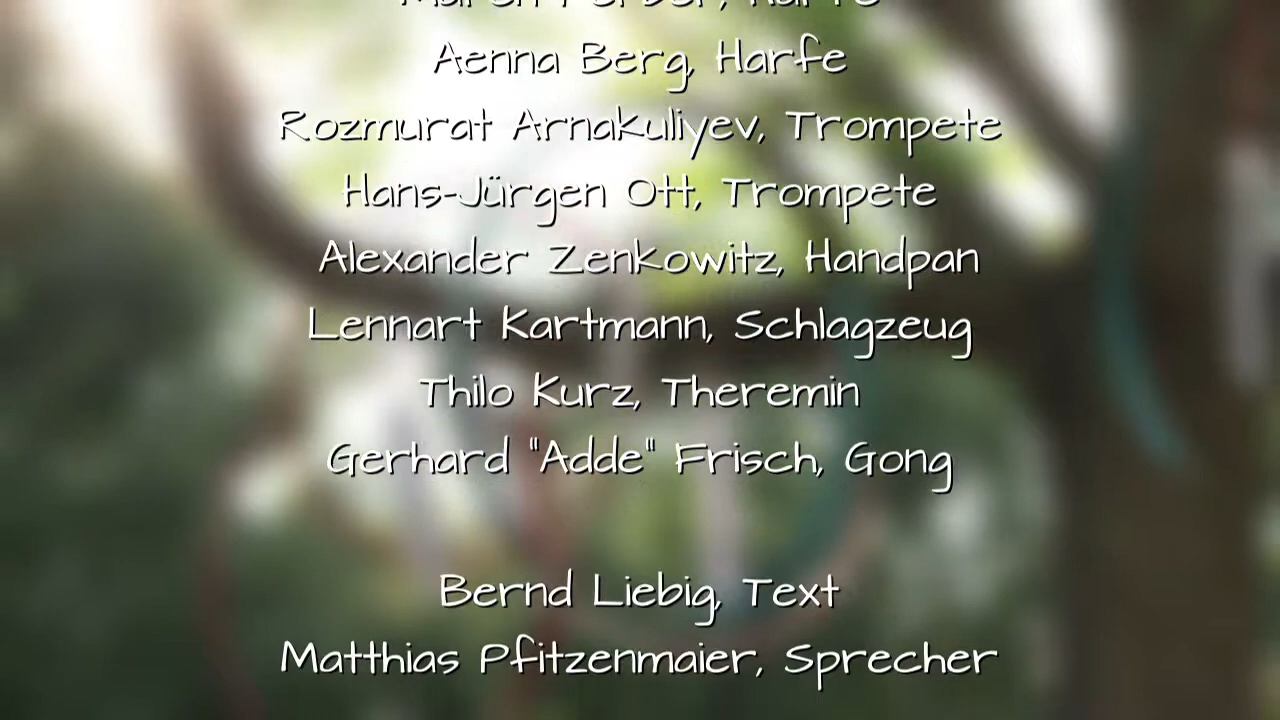 Aenna Berg, Harfe
Rozmurat Arnakuliyev, Trompete
Hans-Jürgen Ott, Trompete
Alexander Zenkowitz, Handpan
Lennart Kartmann, Schlagzeug
Thilo Kurz, Theremin
Gerhard "Adde" Frisch, Gong
Bernd Liebig, Text
Matthias Pfitzenmaier, Sprecher